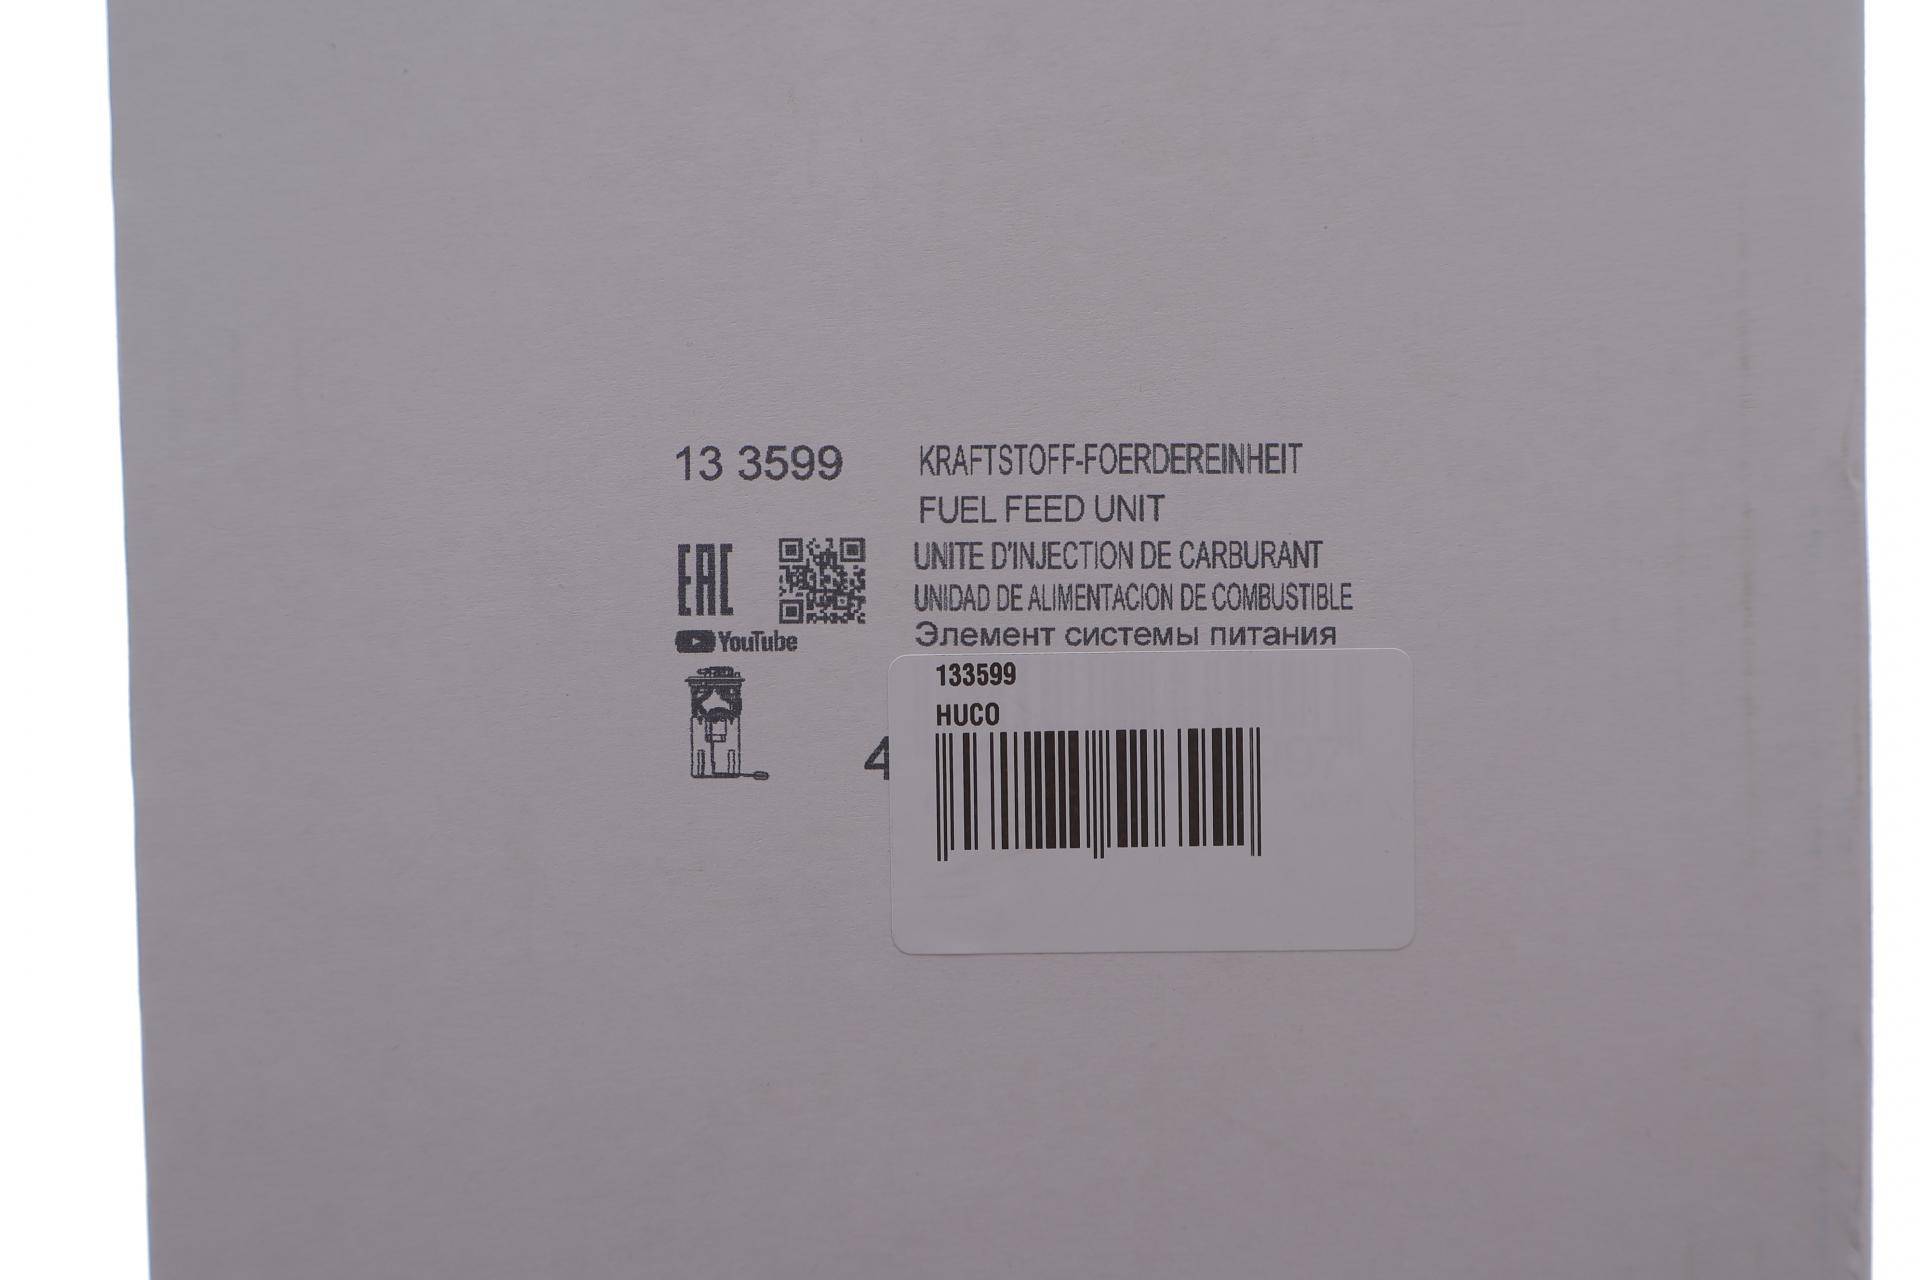 13 3599
KRAFTSTOFF-FOERDEREINHEIT
FUEL FEED UNIT
UNITE D'INJECTION DE CARBURANT
UNIDAD DE ALIMENTACION DE COMBUSTIBLE
Элемент системы питания
EAC
YouTube
4
133599
HUCO